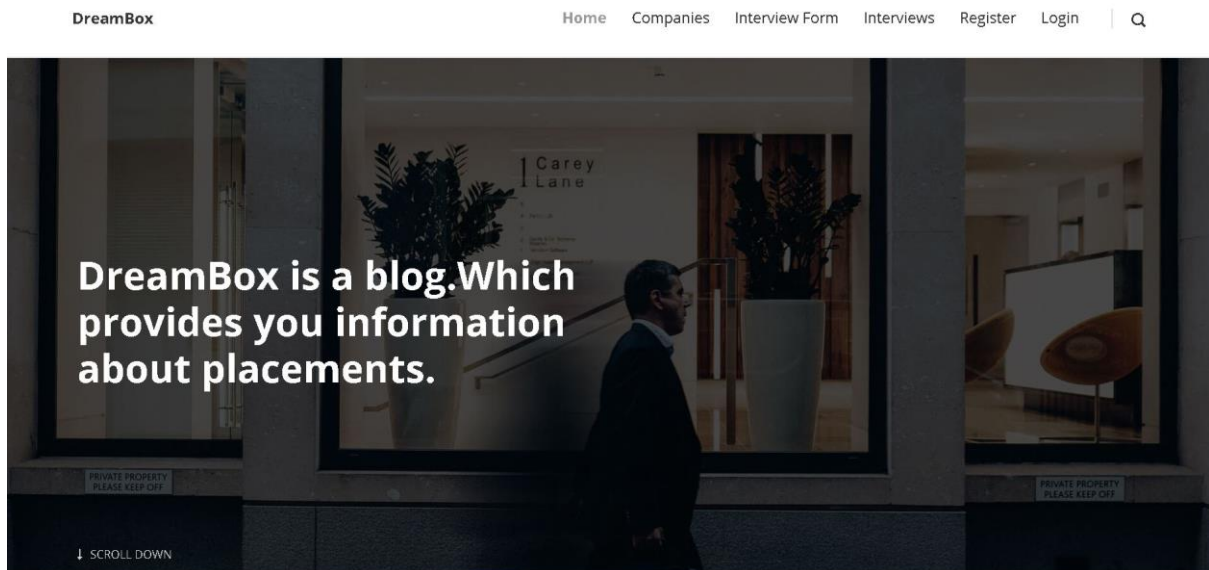 DreamBox
Home Companies Interview Form Interviews Register Login
1 Carey
Lane
DreamBox is a blog.Which
provides you information
about placements.
PRIVATE PROPERTY
PLEASE KEEP OFF
PRIVATE PROPERTY
PLEASE KEEP OFF
↓ SCROLL DOWN